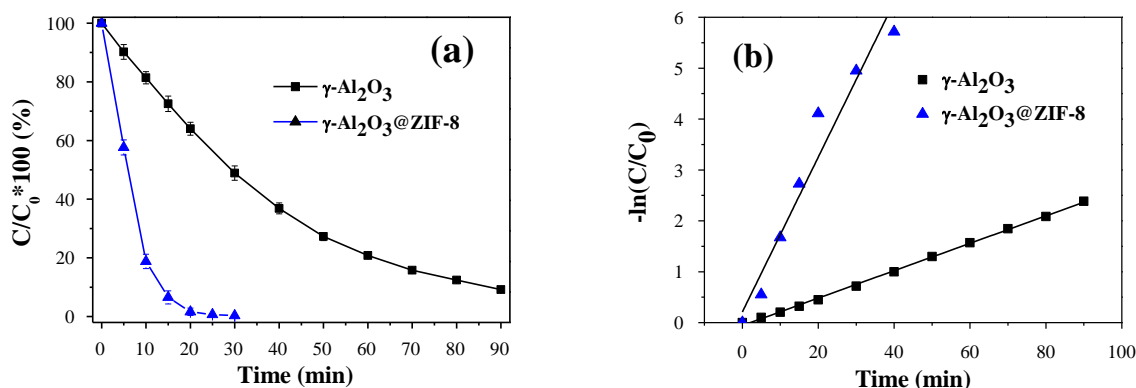 (a)
γ-Al2O3
γ-Al2O3@ZIF-8
C/C0*100 (%)
100
80
60
40
20
0
0 10 20 30 40 50 60 70 80 90
Time (min)
(b)
γ-Al2O3
γ-Al2O3@ZIF-8
-ln(C/C0)
6
5
4
3
2
1
0
0 20 40 60 80 100
Time (min)